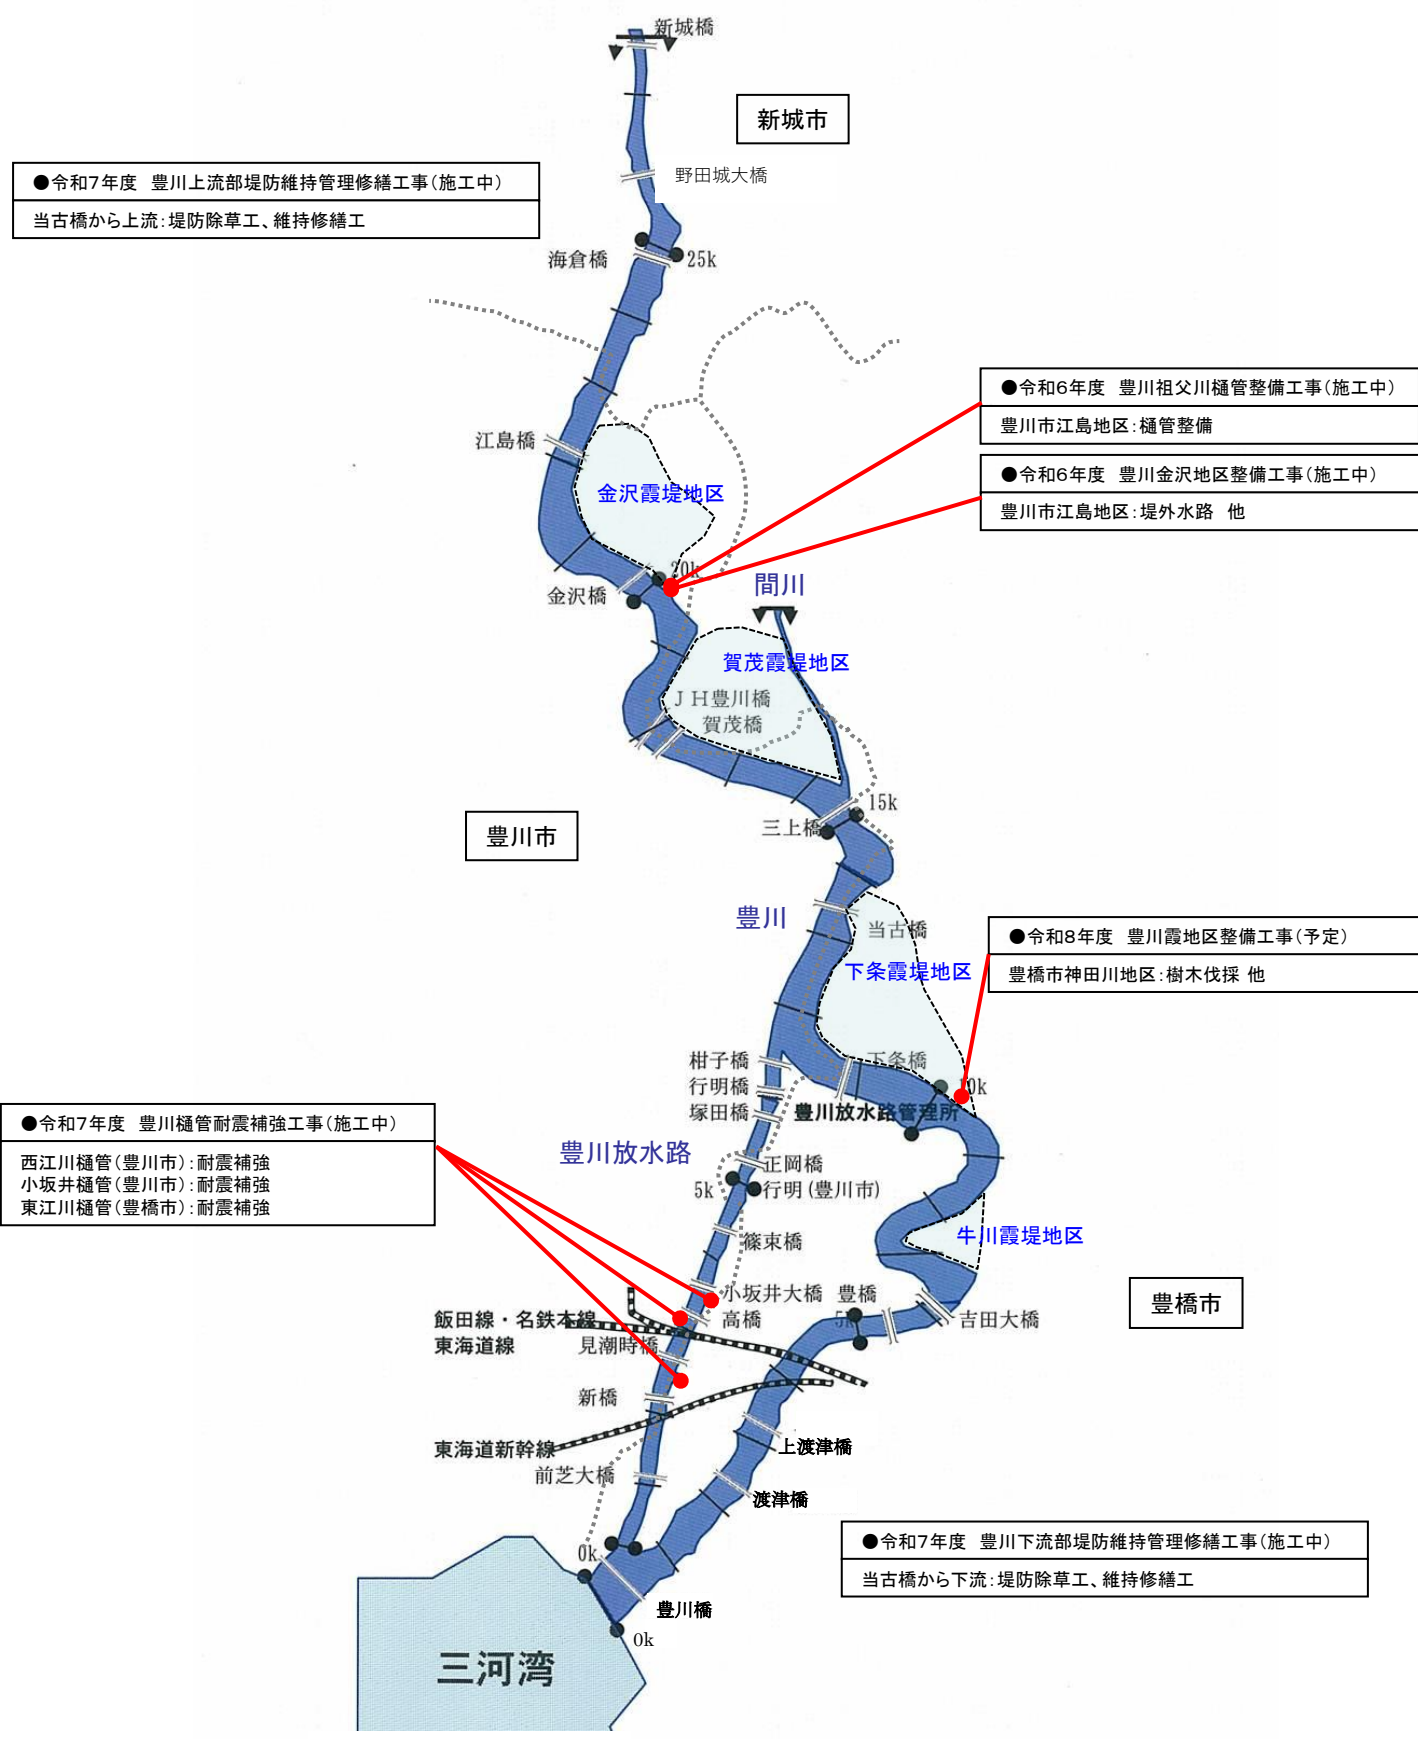 新城橋
新城市
野田城大橋
●令和7年度　豊川上流部堤防維持管理修繕工事(施工中)
当古橋から上流:堤防除草工、維持修繕工
海倉橋
25k
●令和6年度　豊川祖父川樋管整備工事(施工中)
豊川市江島地区:樋管整備
江島橋
●令和6年度　豊川金沢地区整備工事(施工中)
豊川市江島地区:堤外水路　他
金沢霞堤地区
20k
間川
金沢橋
賀茂霞堤地区
JH豊川橋
賀茂橋
15k
三上橋
豊川市
豊川
当古橋
●令和8年度　豊川霞地区整備工事(予定)
豊橋市神田川地区:樹木伐採 他
下条霞堤地区
柑子橋
下条橋
行明橋
10k
塚田橋
豊川放水路管理所
●令和7年度　豊川樋管耐震補強工事(施工中)
西江川樋管(豊川市):耐震補強
小坂井樋管(豊川市):耐震補強
東江川樋管(豊橋市):耐震補強
豊川放水路
正岡橋
5k
行明(豊川市)
篠束橋
牛川霞堤地区
豊橋市
小坂井大橋
豊橋
5k
高橋
吉田大橋
飯田線・名鉄本線
東海道線
見潮時橋
新橋
東海道新幹線
上渡津橋
前芝大橋
渡津橋
●令和7年度　豊川下流部堤防維持管理修繕工事(施工中)
当古橋から下流:堤防除草工、維持修繕工
0k
豊川橋
0k
三河湾